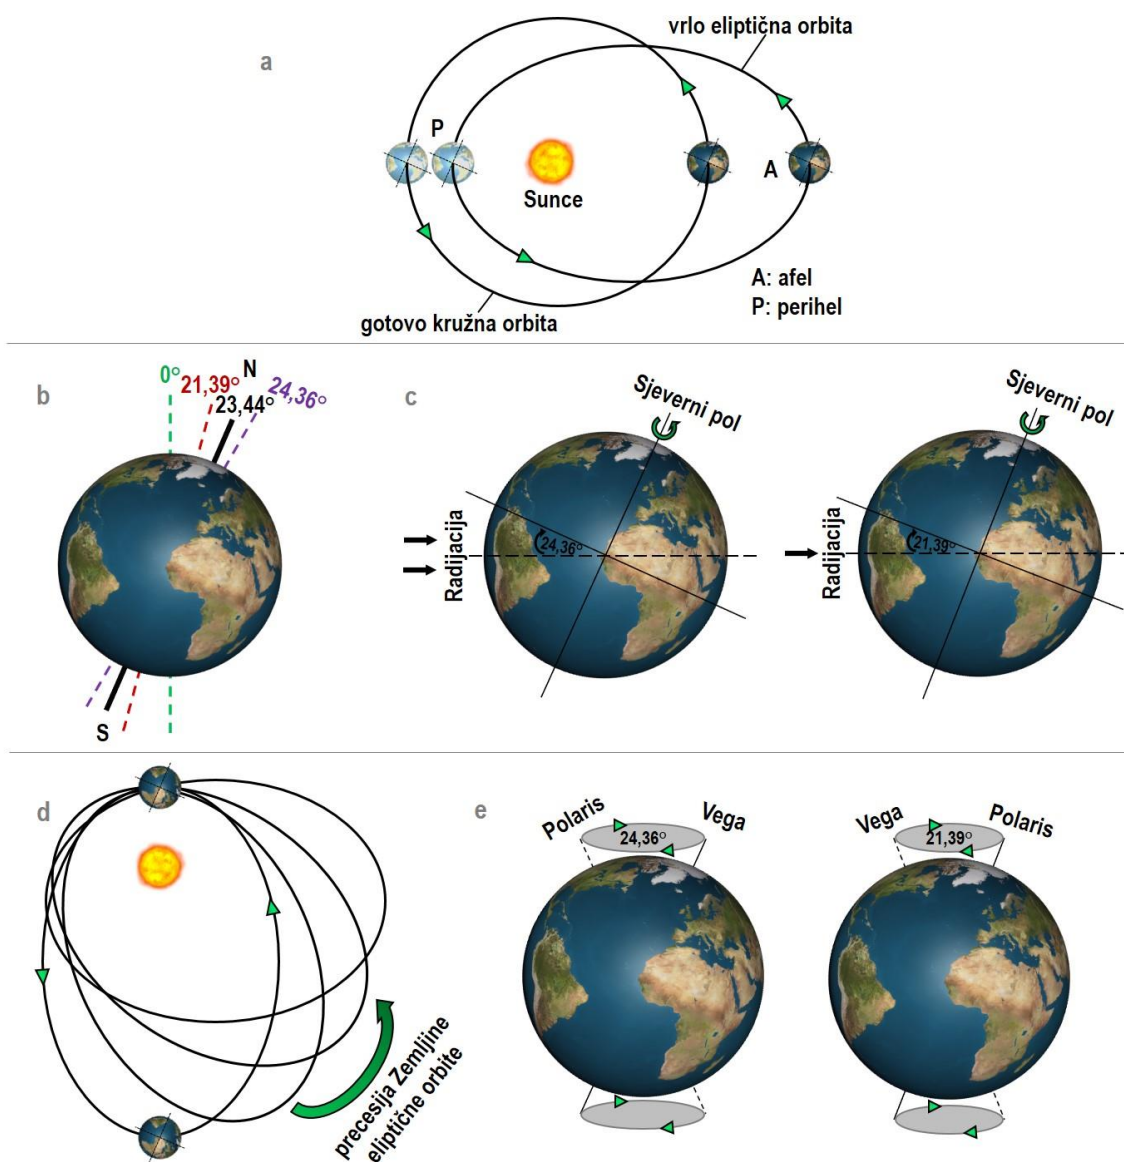 a
vrlo eliptična orbita
P
A
Sunce
A: afel
P: perihel
gotovo kružna orbita
b
0°
21,39°
N
23,44°
24,36°
S
c
Sjeverni pol
Radijacija
24,36°
Sjeverni pol
Radijacija
21,39°
d
precesija Zemljine
eliptične orbite
e
Polaris
Vega
24,36°
Vega
Polaris
21,39°